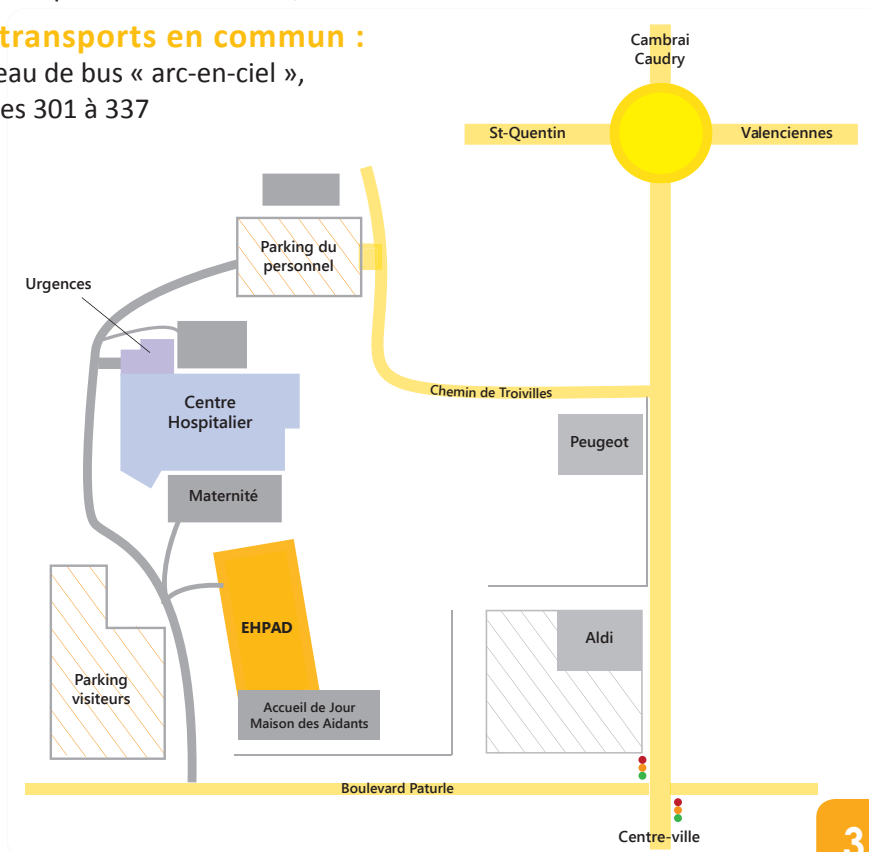 transports en commun :
eau de bus « arc-en-ciel »,
es 301 à 337
Cambrai
Caudry
St-Quentin
Valenciennes
Parking du
personnel
Urgences
Chemin de Troivilles
Centre
Hospitalier
Peugeot
Maternité
EHPAD
Aldi
Parking
visiteurs
Accueil de Jour
Maison des Aidants
Boulevard Paturle
Centre-ville
3